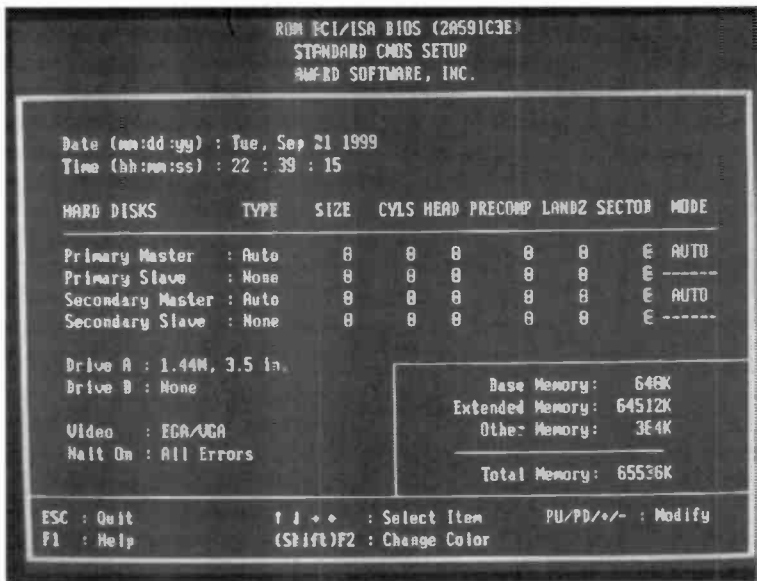 ROM PCI/ISA BIOS (2A59IC3E)
STANDARD CMOS SETUP
AWARD SOFTWARE, INC.
Date (mm:dd:yy) : Tue, Sep 21 1999
Time (hh:mm:ss) : 22 : 39 : 15
HARD DISKS TYPE SIZE CYLS HEAD PRECOMP LANDZ SECTOR MODE
Primary Master : Auto 0 0 0 0 0 0 AUTO
Primary Slave : None 0 0 0 0 0 0 ------
Secondary Master : Auto 0 0 0 0 0 0 AUTO
Secondary Slave : None 0 0 0 0 0 0 ------
Drive A : 1.44M, 3.5 in.
Drive B : None
Video : EGA/VGA
Halt On : All Errors
Base Memory: 640K
Extended Memory: 64512K
Other Memory: 384K
Total Memory: 65536K
ESC : Quit ↑ ↓ → ← : Select Item PU/PD/+/- : Modify
F1 : Help (Shift)F2 : Change Color